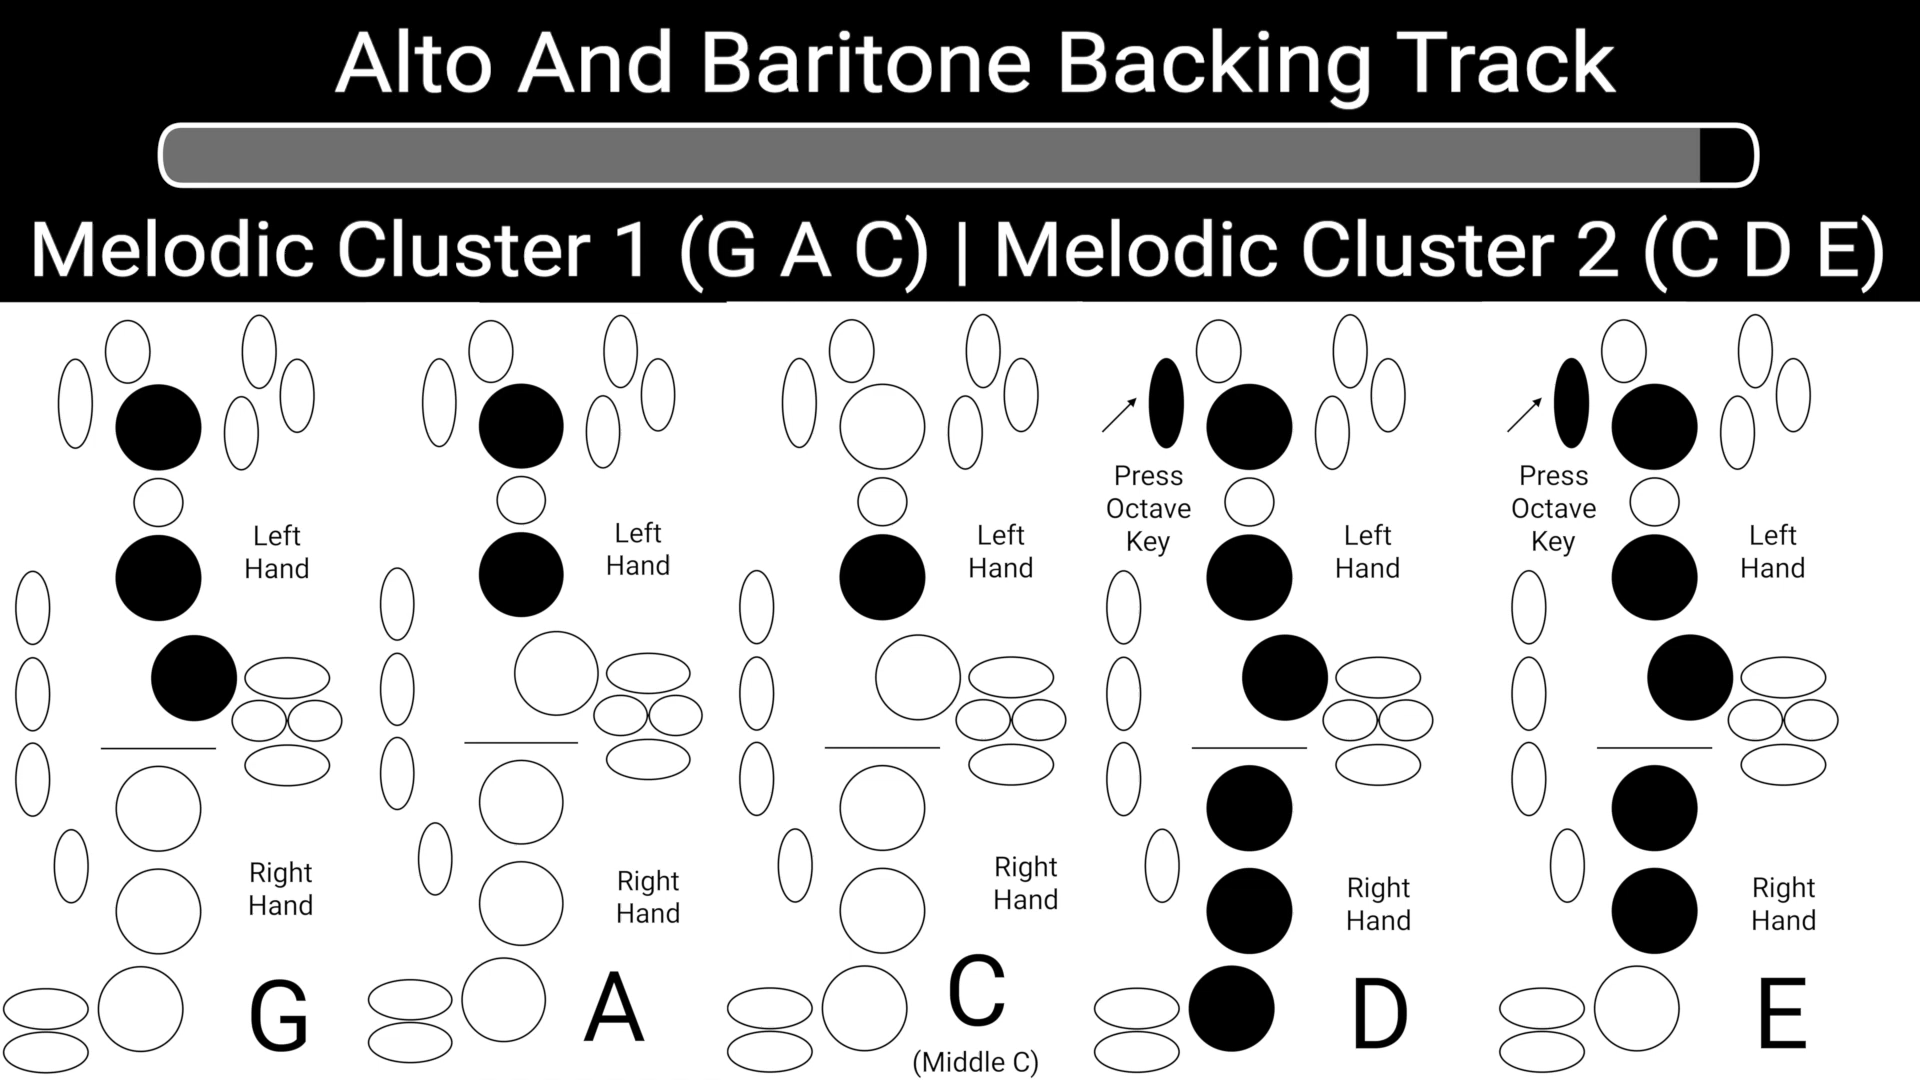 Alto And Baritone Backing Track
Melodic Cluster 1 (G A C) | Melodic Cluster 2 (C D E)
Left
Hand
Right
Hand
G
Left
Hand
Right
Hand
A
Left
Hand
Right
Hand
C
(Middle C)
Press
Octave
Key
Left
Hand
Right
Hand
D
Press
Octave
Key
Left
Hand
Right
Hand
E